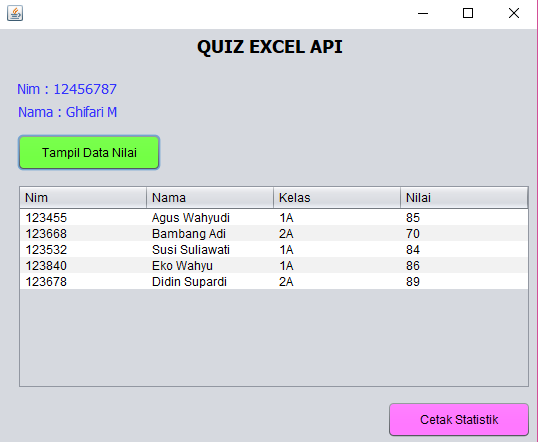 QUIZ EXCEL API
Nim : 12456787
Nama : Ghifari M
Tampil Data Nilai
Nim Nama Kelas Nilai
123455 Agus Wahyudi 1A 85
123668 Bambang Adi 2A 70
123532 Susi Suliawati 1A 84
123840 Eko Wahyu 1A 86
123678 Didin Supardi 2A 89
Cetak Statistik